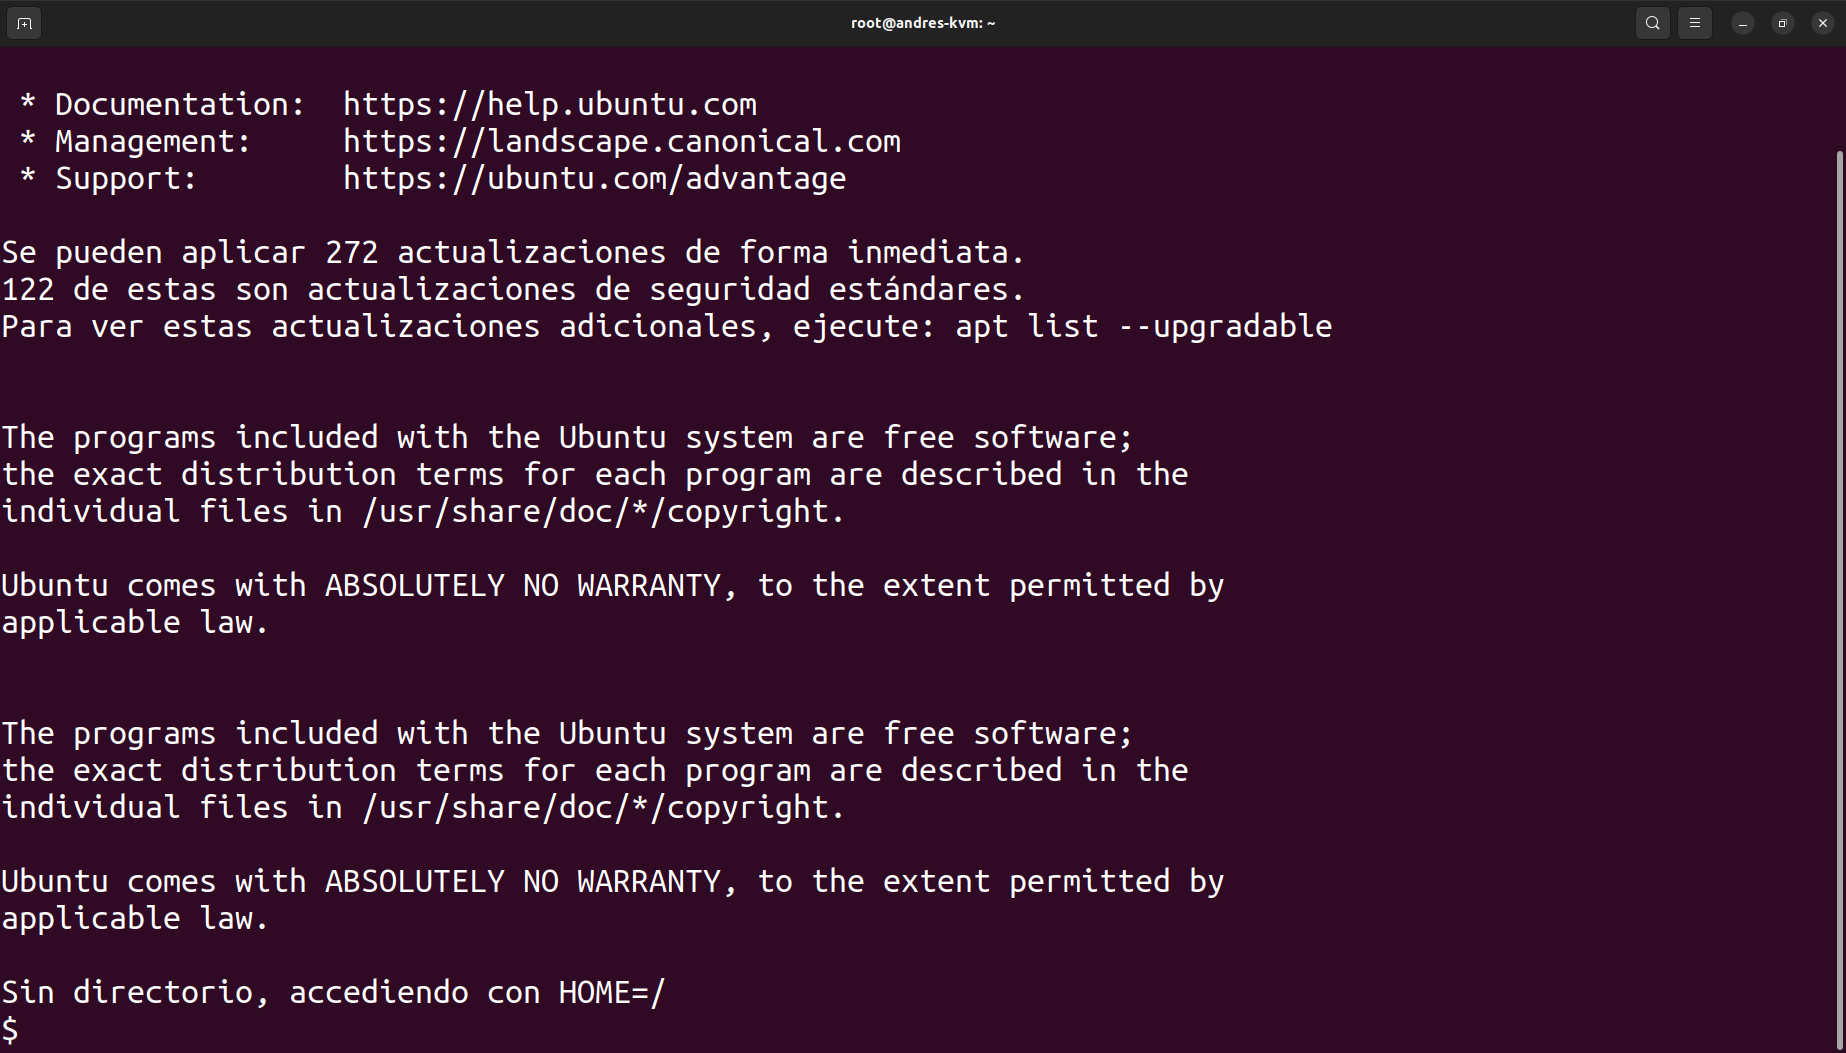 root@andres-kvm: ~
* Documentation:  https://help.ubuntu.com
* Management:     https://landscape.canonical.com
* Support:        https://ubuntu.com/advantage
Se pueden aplicar 272 actualizaciones de forma inmediata.
122 de estas son actualizaciones de seguridad estándares.
Para ver estas actualizaciones adicionales, ejecute: apt list --upgradable
The programs included with the Ubuntu system are free software;
the exact distribution terms for each program are described in the
individual files in /usr/share/doc/*/copyright.
Ubuntu comes with ABSOLUTELY NO WARRANTY, to the extent permitted by
applicable law.
The programs included with the Ubuntu system are free software;
the exact distribution terms for each program are described in the
individual files in /usr/share/doc/*/copyright.
Ubuntu comes with ABSOLUTELY NO WARRANTY, to the extent permitted by
applicable law.
Sin directorio, accediendo con HOME=/
$